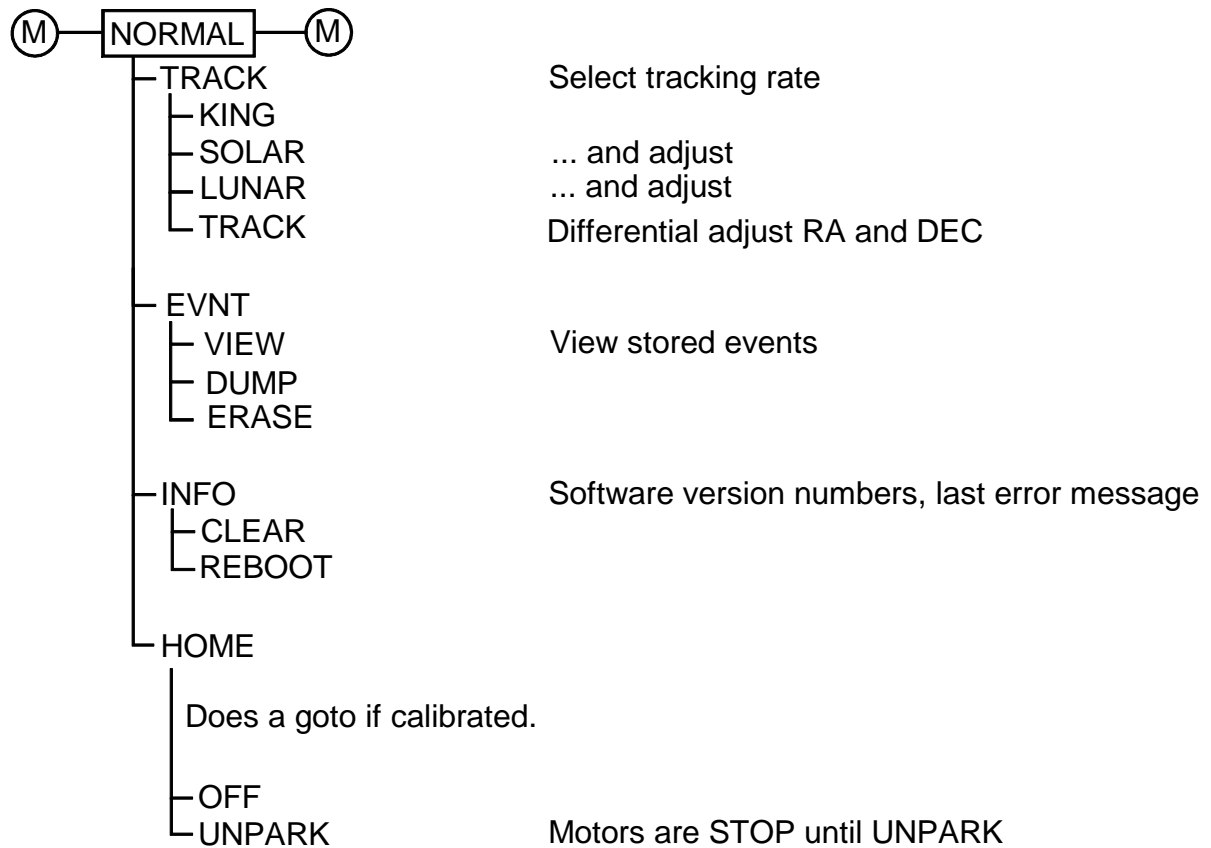 M NORMAL M
TRACK Select tracking rate
KING
SOLAR ... and adjust
LUNAR ... and adjust
TRACK Differential adjust RA and DEC
EVNT
VIEW View stored events
DUMP
ERASE
INFO Software version numbers, last error message
CLEAR
REBOOT
HOME
Does a goto if calibrated.
OFF
UNPARK Motors are STOP until UNPARK